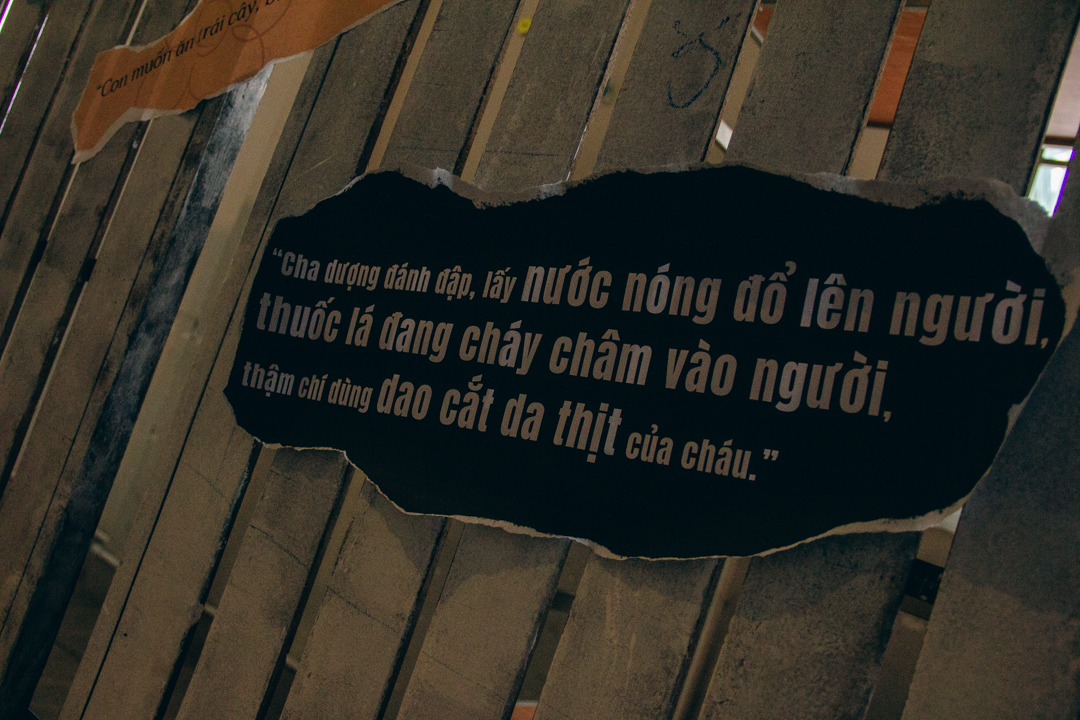 "Con muốn ăn trái cây,
“Cha dượng đánh đập, lấy nước nóng đổ lên người,
thuốc lá đang cháy châm vào người,
thậm chí dùng dao cắt da thịt của cháu.”